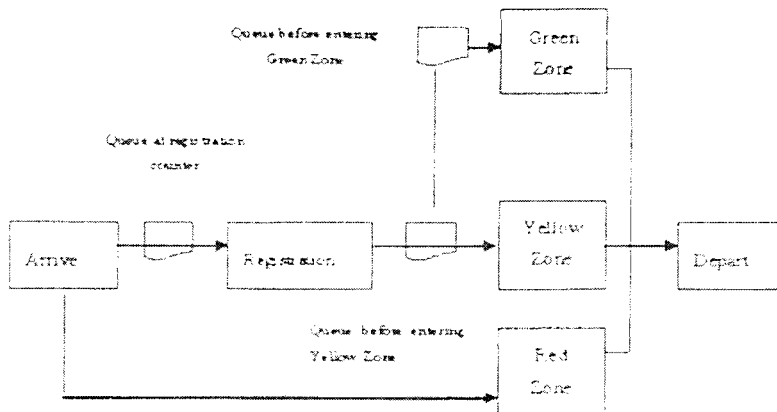 Queue before entering
Green Zone
Green
Zone
Queue at registration
counter
Arrive
Registration
Yellow
Zone
Depart
Queue before entering
Yellow Zone
Red
Zone